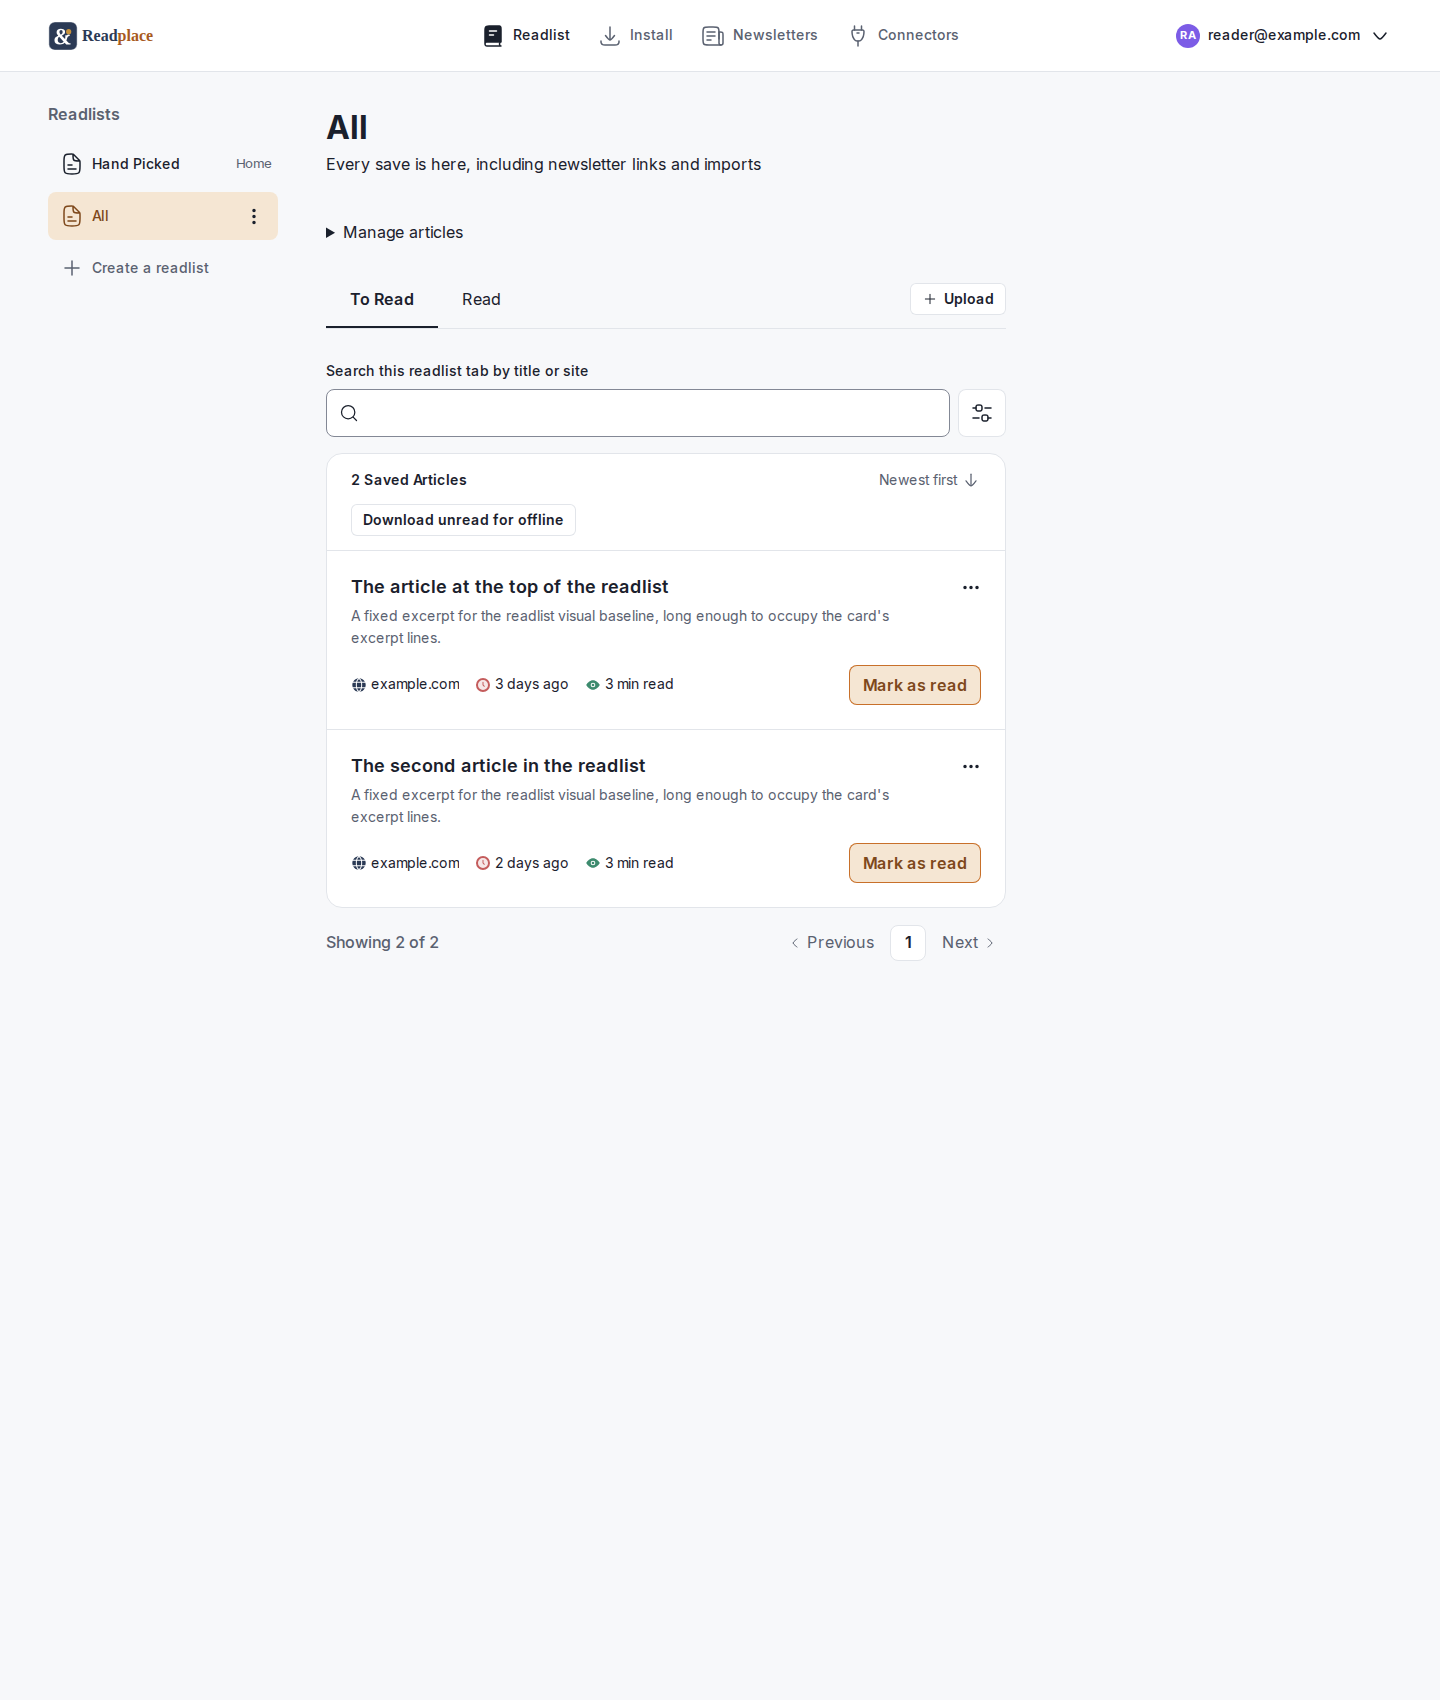 & Readplace
Readlist
Install
Newsletters
Connectors
RA
reader@example.com
Readlists
Hand Picked
Home
All
Create a readlist
All
Every save is here, including newsletter links and imports
Manage articles
To Read
Read
Upload
Search this readlist tab by title or site
2 Saved Articles
Newest first
Download unread for offline
The article at the top of the readlist
A fixed excerpt for the readlist visual baseline, long enough to occupy the card's
excerpt lines.
example.com
3 days ago
3 min read
Mark as read
The second article in the readlist
A fixed excerpt for the readlist visual baseline, long enough to occupy the card's
excerpt lines.
example.com
2 days ago
3 min read
Mark as read
Showing 2 of 2
Previous
1
Next